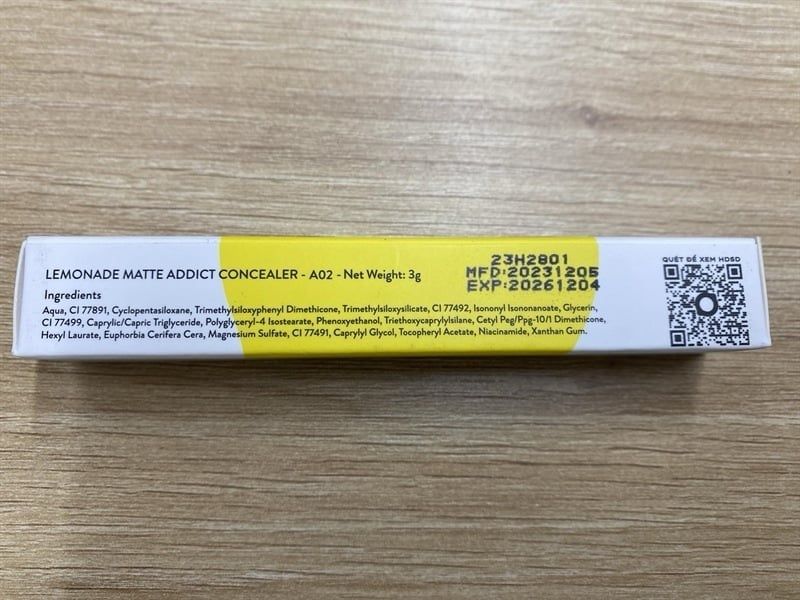 LEMONADE MATTE ADDICT CONCEALER - A02 - Net Weight: 3g
Ingredients
Aqua, CI 77891, Cyclopentasiloxane, Trimethylsiloxyphenyl Dimethicone, Trimethylsiloxysilicate, CI 77492, Isononyl Isononanoate, Glycerin,
CI 77499, Caprylic/Capric Triglyceride, Polyglyceryl-4 Isostearate, Phenoxyethanol, Triethoxycaprylylsilane, Cetyl Peg/Ppg-10/1 Dimethicone,
Hexyl Laurate, Euphorbia Cerifera Cera, Magnesium Sulfate, CI 77491, Caprylyl Glycol, Tocopheryl Acetate, Niacinamide, Xanthan Gum.
23H2801
MFD:20231205
EXP:20261204
QUÉT ĐỂ XEM HDSD